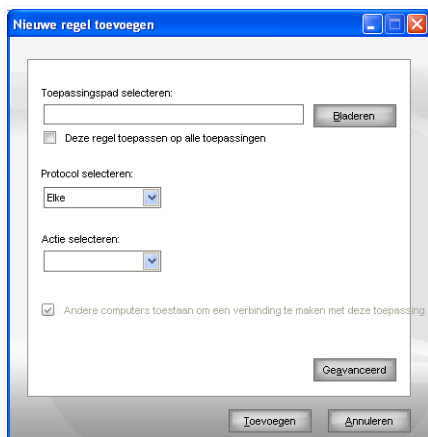 Nieuwe regel toevoegen
Toepassingspad selecteren:
Bladeren
Deze regel toepassen op alle toepassingen
Protocol selecteren:
Elke
Actie selecteren:
Andere computers toestaan om een verbinding te maken met deze toepassing
Geavanceerd
Toevoegen
Annuleren